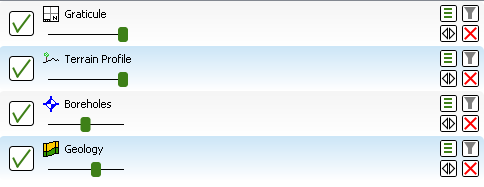 Graticule
Terrain Profile
Boreholes
Geology